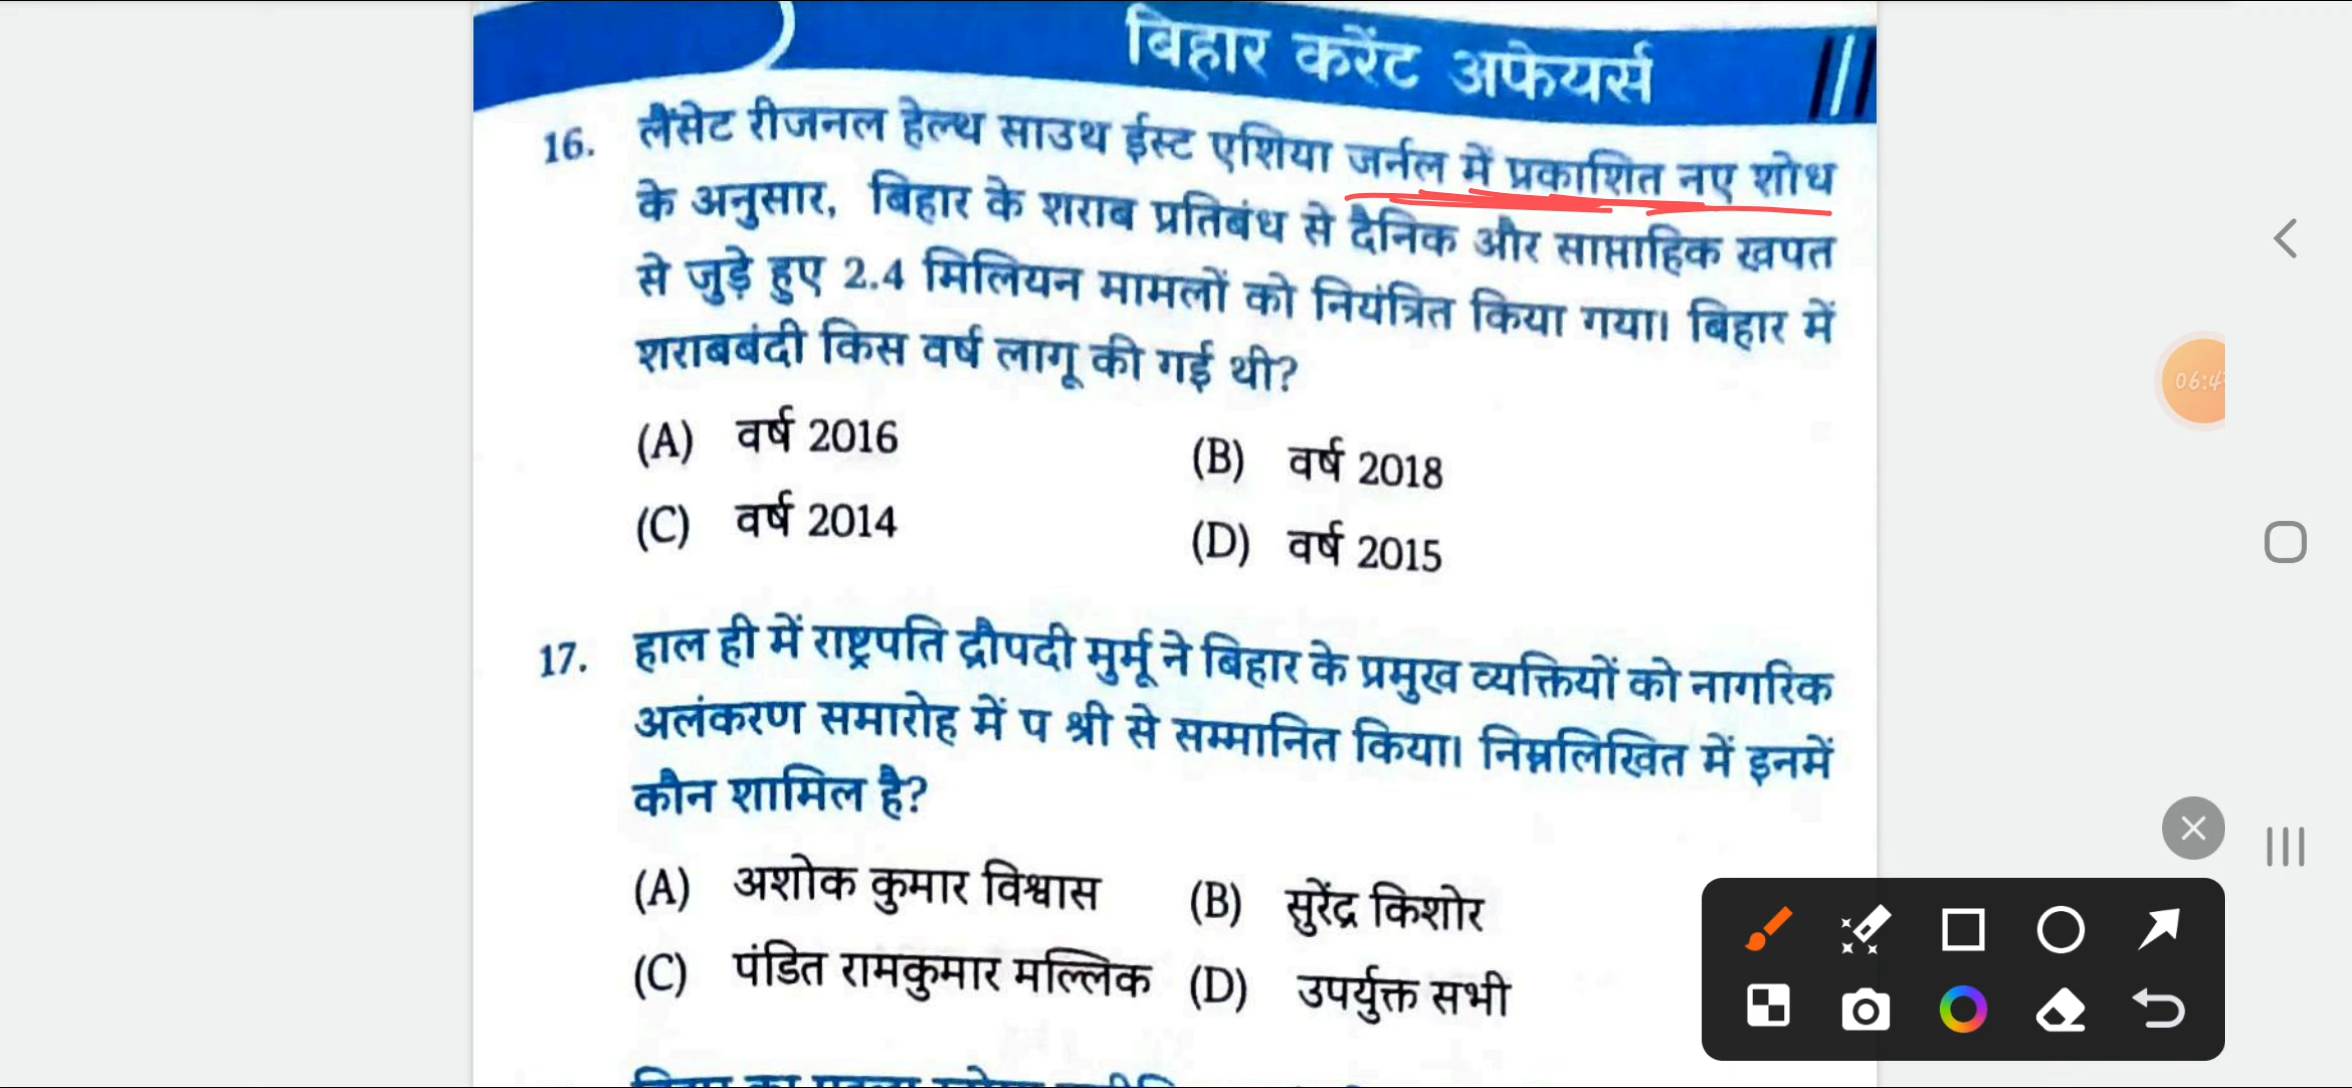 बिहार करेंट अफेयर्स
16. लैंसेट रीजनल हेल्थ साउथ ईस्ट एशिया जर्नल में प्रकाशित नए शोध
के अनुसार, बिहार के शराब प्रतिबंध से दैनिक और साप्ताहिक खपत
से जुड़े हुए 2.4 मिलियन मामलों को नियंत्रित किया गया। बिहार में
शराबबंदी किस वर्ष लागू की गई थी?
(A) वर्ष 2016 (B) वर्ष 2018
(C) वर्ष 2014 (D) वर्ष 2015
17. हाल ही में राष्ट्रपति द्रौपदी मुर्मू ने बिहार के प्रमुख व्यक्तियों को नागरिक
अलंकरण समारोह में प श्री से सम्मानित किया। निम्नलिखित में इनमें
कौन शामिल है?
(A) अशोक कुमार विश्वास (B) सुरेंद्र किशोर
(C) पंडित रामकुमार मल्लिक (D) उपर्युक्त सभी